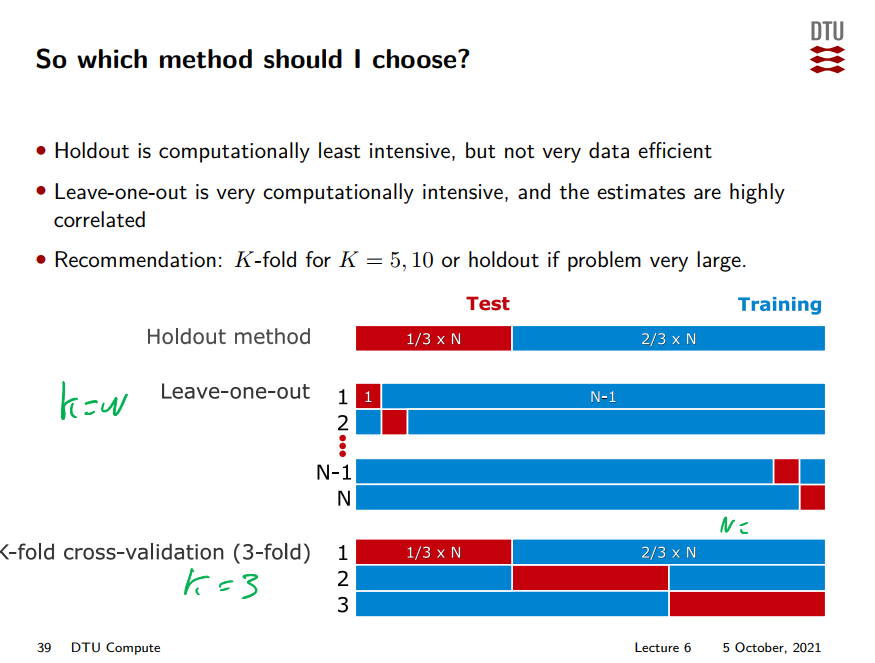 DTU
So which method should I choose?
• Holdout is computationally least intensive, but not very data efficient
• Leave-one-out is very computationally intensive, and the estimates are highly
correlated
• Recommendation: K-fold for K = 5, 10 or holdout if problem very large.
Test Training
Holdout method 1/3 x N 2/3 x N
Leave-one-out 1 1 N-1
K=N
2
N-1
N
N=
K-fold cross-validation (3-fold) 1 1/3 x N 2/3 x N
K=3 2
3
39 DTU Compute Lecture 6 5 October, 2021